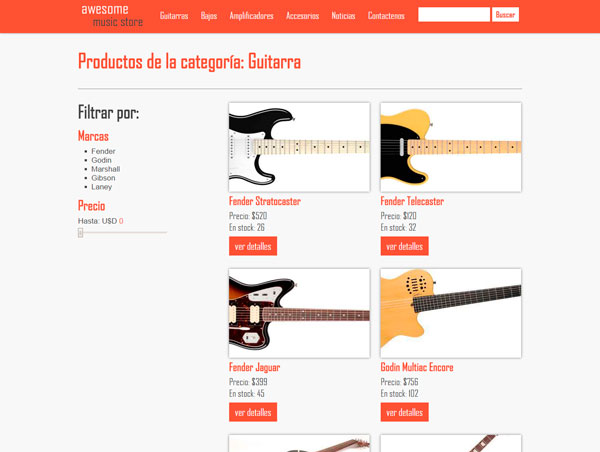 awesome
music store
Guitarras Bajos Amplificadores Accesorios Noticias Contactenos
Buscar
Productos de la categoría: Guitarra
Filtrar por:
Marcas
Fender
Godin
Marshall
Gibson
Laney
Precio
Hasta: U$D 0
Fender Stratocaster
Precio: $520
En stock: 26
ver detalles
Fender Telecaster
Precio: $120
En stock: 32
ver detalles
Fender Jaguar
Precio: $399
En stock: 45
ver detalles
Godin Multiac Encore
Precio: $756
En stock: 102
ver detalles